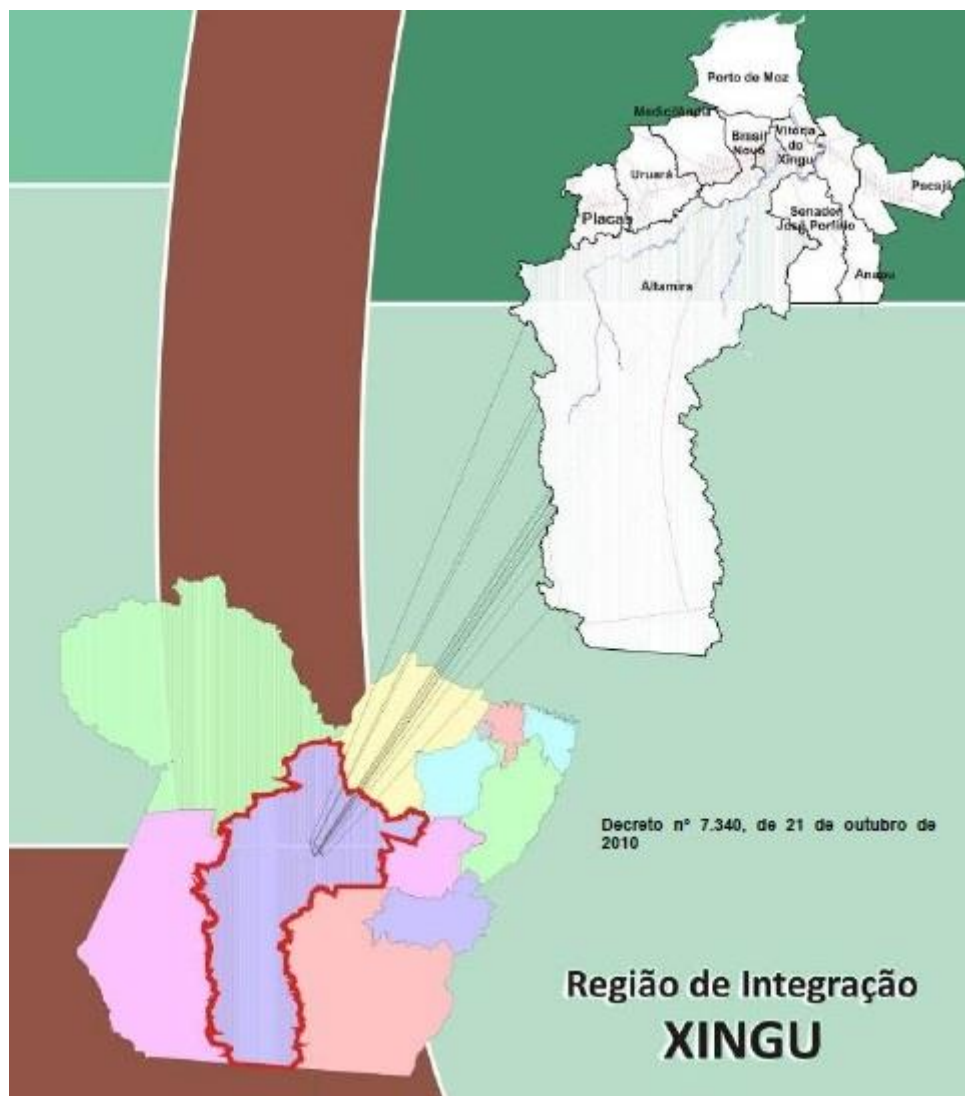 Porto de Moz
Medicilândia
Brasil
Novo
Vitória
do
Xingu
Uruará
Pacajá
Placas
Senador
José Porfírio
Anapu
Altamira
Decreto nº 7.340, de 21 de outubro de
2010
Região de Integração
XINGU